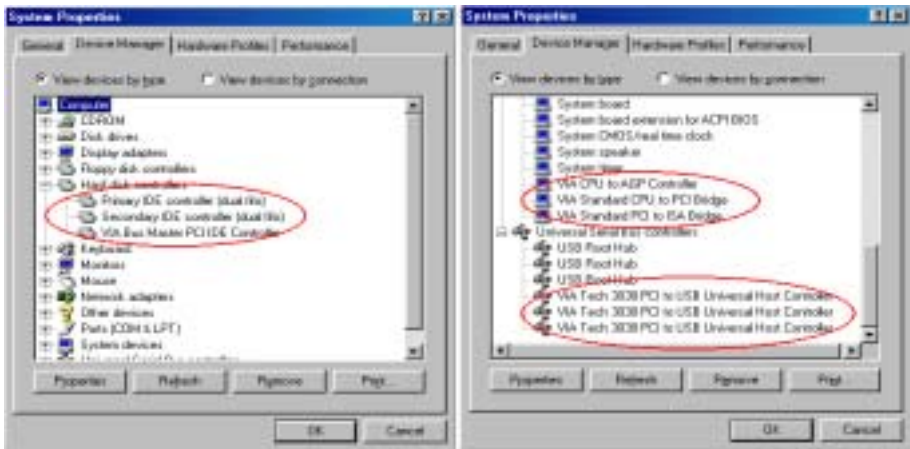 System Properties
General Device Manager Hardware Profiles Performance
View devices by type View devices by connection
Computer
CDROM
Disk drives
Display adapters
Floppy disk controllers
Hard disk controllers
Primary IDE controller (dual fifo)
Secondary IDE controller (dual fifo)
VIA Bus Master PCI IDE Controller
Keyboard
Monitors
Mouse
Network adapters
Other devices
Ports (COM & LPT)
System devices
Properties Refresh Remove Print...
OK Cancel
System Properties
General Device Manager Hardware Profiles Performance
View devices by type View devices by connection
System board
System board extension for ACPI BIOS
System CMOS/real time clock
System speaker
System timer
VIA CPU to AGP Controller
VIA Standard CPU to PCI Bridge
VIA Standard PCI to ISA Bridge
Universal Serial Bus controllers
USB Root Hub
USB Root Hub
USB Root Hub
VIA Tech 3038 PCI to USB Universal Host Controller
VIA Tech 3038 PCI to USB Universal Host Controller
VIA Tech 3038 PCI to USB Universal Host Controller
Properties Refresh Remove Print
OK Cancel